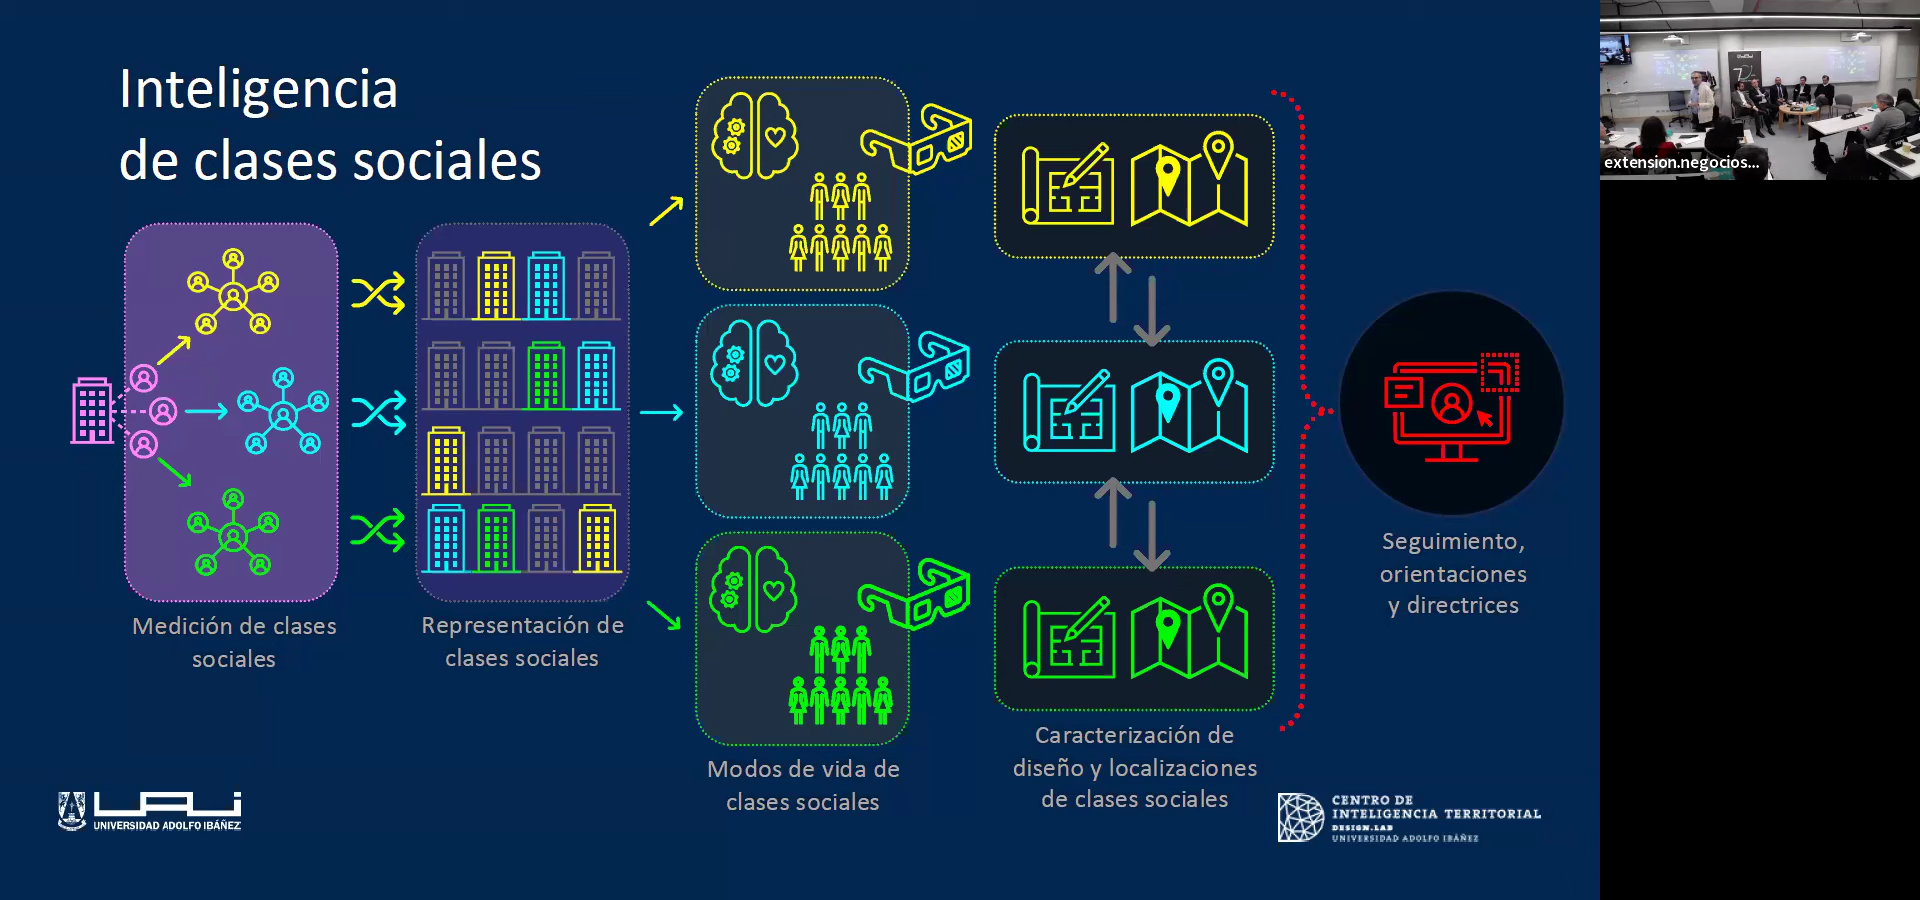 Inteligencia
de clases sociales
Medición de clases
sociales
Representación de
clases sociales
Modos de vida de
clases sociales
Caracterización de
diseño y localizaciones
de clases sociales
Seguimiento,
orientaciones
y directrices
UAI
UNIVERSIDAD ADOLFO IBÁÑEZ
CENTRO DE
INTELIGENCIA TERRITORIAL
DESIGN.LAB
UNIVERSIDAD ADOLFO IBÁÑEZ
extension.negocios...